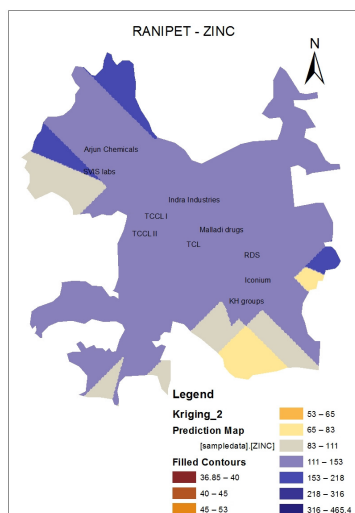 RANIPET - ZINC
N
Arjun Chemicals
SVIS labs
Indra Industries
TCCL I
TCCL II
Malladi drugs
TCL
RDS
Iconium
KH groups
Legend
Kriging_2
Prediction Map
[sampledata].[ZINC]
Filled Contours
36.85 – 40
40 – 45
45 – 53
53 – 65
65 – 83
83 – 111
111 – 153
153 – 218
218 – 316
316 – 465.4